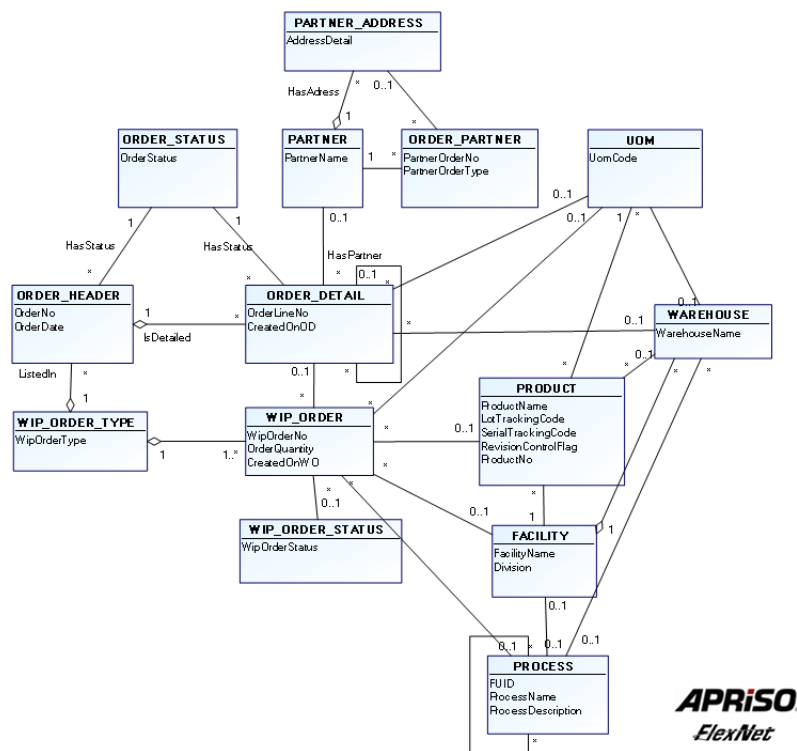 PARTNER_ADDRESS
AddressDetail
HasAdress
*
0..1
*
1
ORDER_STATUS
OrderStatus
PARTNER
PartnerName
1
*
ORDER_PARTNER
PartnerOrderNo
PartnerOrderType
UOM
UomCode
1
1
0..1
0..1
0..1
1
*
HasStatus
HasStatus
HasPartner
*
*
*
0..1
*
ORDER_HEADER
OrderNo
OrderDate
1
*
IsDetailed
ORDER_DETAIL
OrderLineNo
CreatedOnOD
*
0..1
0..1
WAREHOUSE
WarehouseName
ListedIn
*
1
0..1
*
*
*
*
0..1
*
*
WIP_ORDER_TYPE
WipOrderType
1
1..*
WIP_ORDER
WipOrderNo
OrderQuantity
CreatedOnWO
*
*
0..1
PRODUCT
ProductName
LotTrackingCode
SerialTrackingCode
RevisionControlFlag
ProductNo
*
0..1
*
*
*
0..1
1
1
WIP_ORDER_STATUS
WipOrderStatus
FACILITY
FacilityName
Division
0..1
0..1
*
0..1
0..1
PROCESS
FUID
ProcessName
ProcessDescription
*
APRISO
FlexNet